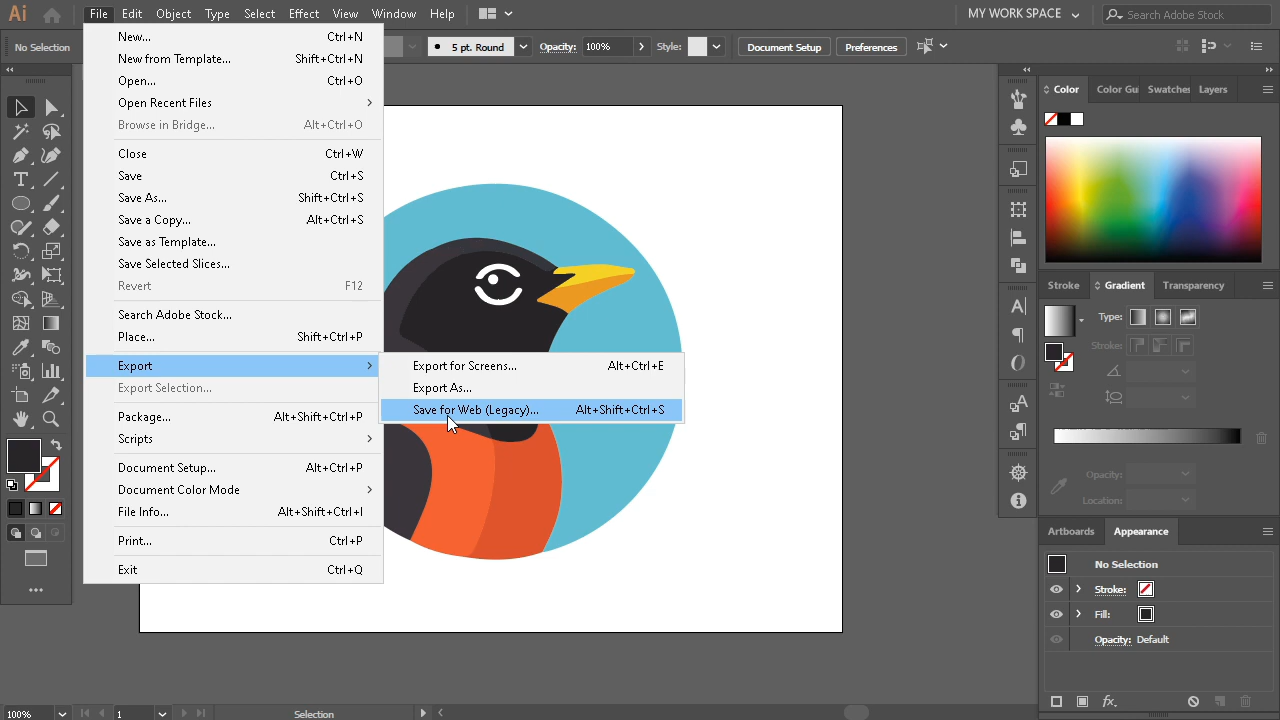 Ai File Edit Object Type Select Effect View Window Help MY WORK SPACE Search Adobe Stock
No Selection 5 pt. Round Opacity: 100% Style: Document Setup Preferences
New... Ctrl+N
New from Template... Shift+Ctrl+N
Open... Ctrl+O
Open Recent Files
Browse in Bridge... Alt+Ctrl+O
Close Ctrl+W
Save Ctrl+S
Save As... Shift+Ctrl+S
Save a Copy... Alt+Ctrl+S
Save as Template...
Save Selected Slices...
Revert F12
Search Adobe Stock...
Place... Shift+Ctrl+P
Export
Export Selection...
Package... Alt+Shift+Ctrl+P
Scripts
Document Setup... Alt+Ctrl+P
Document Color Mode
File Info... Alt+Shift+Ctrl+I
Print... Ctrl+P
Exit Ctrl+Q
Export for Screens... Alt+Ctrl+E
Export As...
Save for Web (Legacy)... Alt+Shift+Ctrl+S
Color Color Gu Swatches Layers
Stroke Gradient Transparency
Type:
Stroke:
Opacity:
Location:
Artboards Appearance
No Selection
Stroke:
Fill:
Opacity: Default
100% 1 Selection